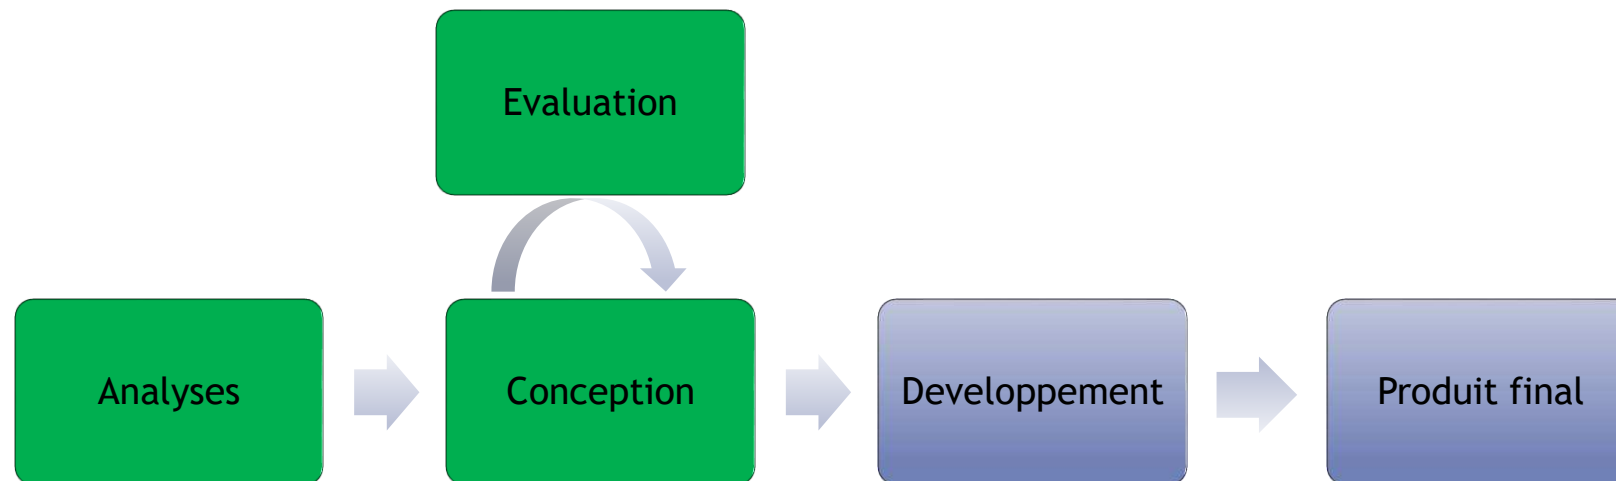 Evaluation
Analyses
Conception
Developpement
Produit final